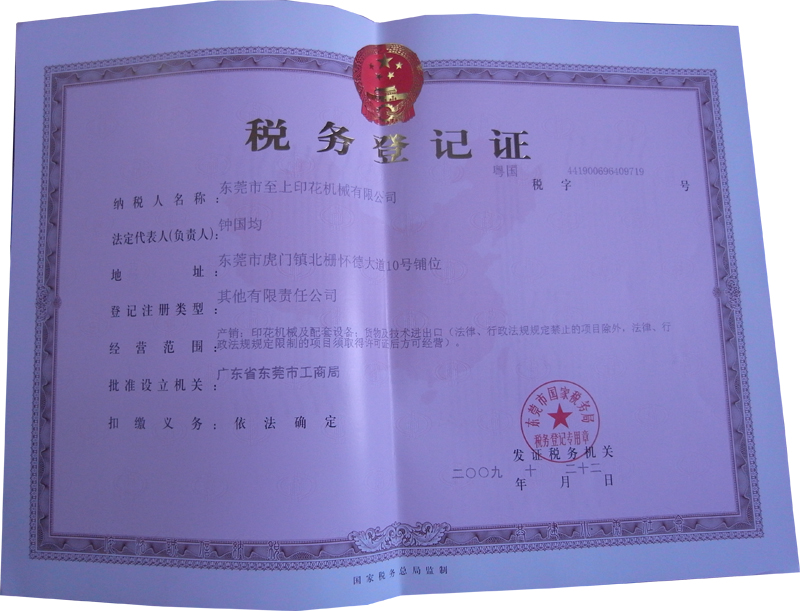 税务登记证
粤国 441900696409719
税字 号
纳税人名称：东莞市至上印花机械有限公司
法定代表人(负责人)：钟国均
地址：东莞市虎门镇北栅怀德大道10号铺位
登记注册类型：其他有限责任公司
经营范围：产销：印花机械及配套设备；货物及技术进出口（法律、行政法规规定禁止的项目除外，法律、行
政法规规定限制的项目须取得许可证后方可经营）。
批准设立机关：广东省东莞市工商局
扣缴义务：依法确定
东莞市国家税务局
税务登记专用章
发证税务机关
二〇〇九 十 二十二
年 月 日
国家税务总局监制